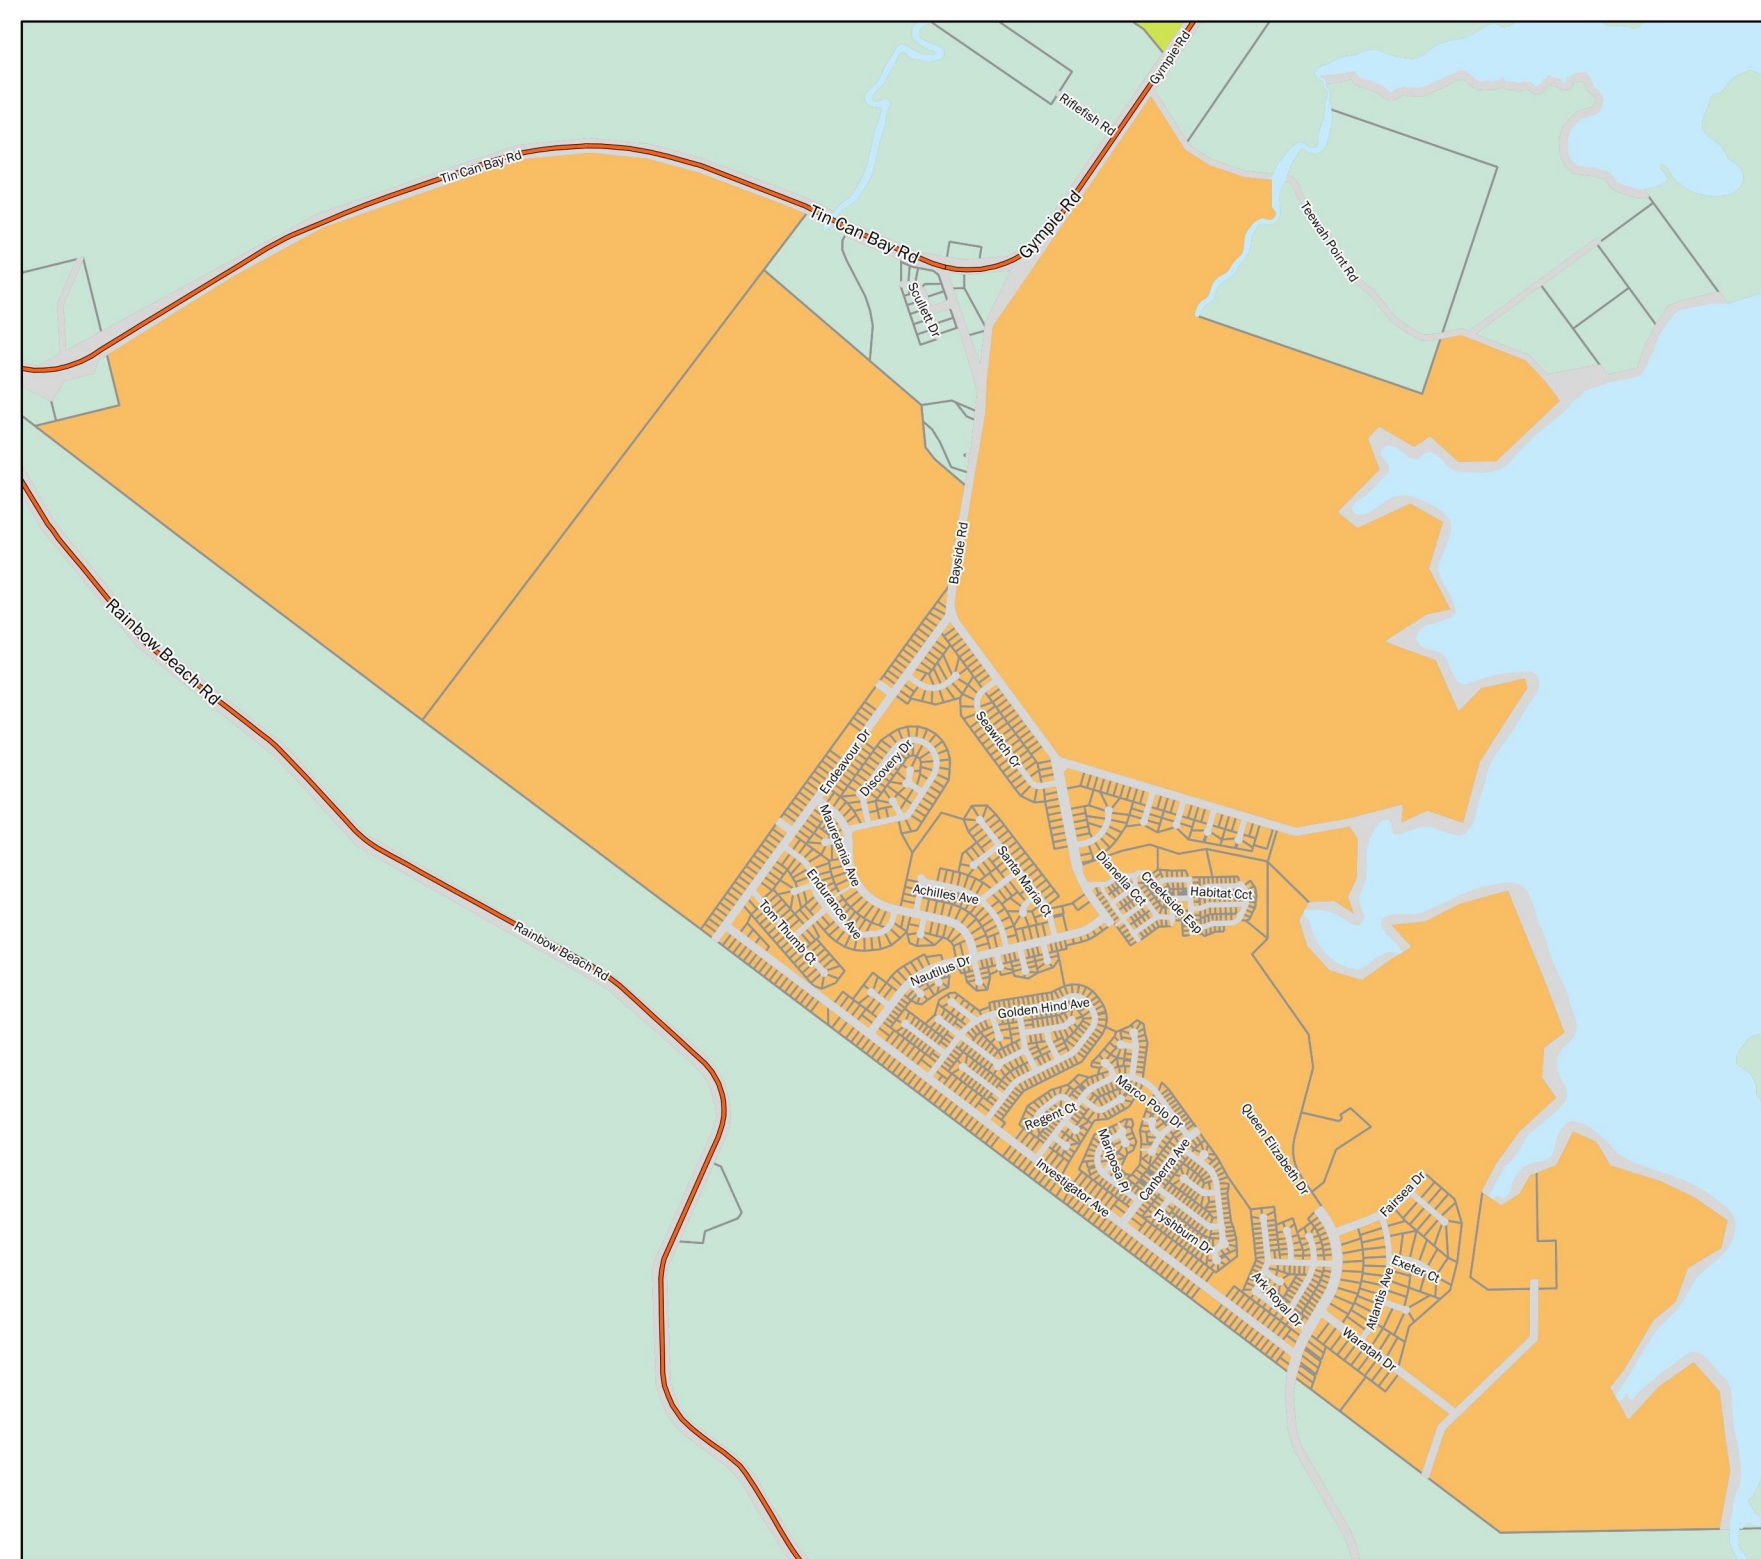 Gympie Rd
Riflefish Rd
Tin Can Bay Rd
Tin Can Bay Rd
Gympie Rd
Teewah Point Rd
Scullett Dr
Bayside Rd
Rainbow Beach Rd
Seawitch Cr
Endeavour Dr
Discovery Dr
Mauretania Ave
Santa Maria Ct
Dianella Cct
Creekside Esp
Habitat Cct
Achilles Ave
Endurance Ave
Tom Thumb Ct
Rainbow Beach Rd
Nautilus Dr
Golden Hind Ave
Marco Polo Dr
Regent Ct
Queen Elizabeth Dr
Mariposa Pl
Canberra Ave
Investigator Ave
Fairsea Dr
Fyshburn Dr
Exeter Ct
Ark Royal Dr
Atlantis Ave
Waratah Dr